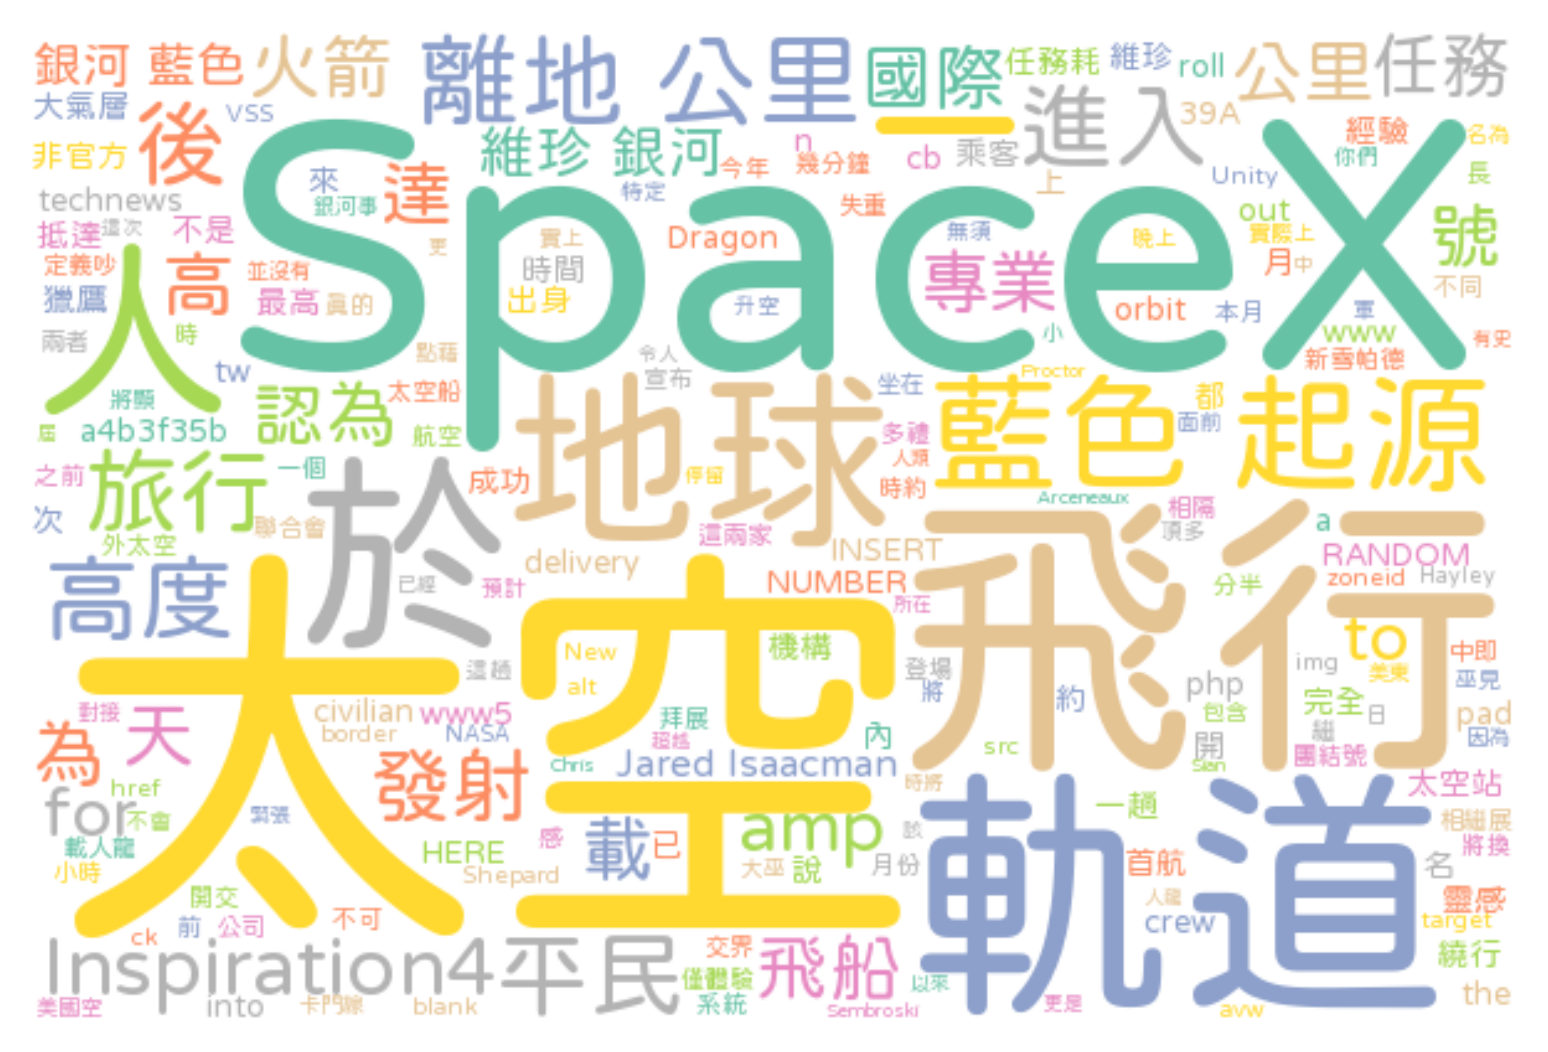 銀河 藍色 火箭 離地 公里 國際 任務耗 維珍 roll 公里 任務
大氣層 VSS 後 一 進入 39A 經驗 名為
非官方 維珍 銀河 今年 n 幾分鐘 cb 乘客 上 你們
technews 來 銀河事 達 特定 失重 Unity 長
SpaceX
抵達 這次 不是 更 實上 Dragon 無須 晚上 out 實際上 號
定義吵 高 並沒有 時間 專業 月 中 不同
獵鷹 最高 真的 出身 升空 orbit 本月 軍
人 兩者 時 點藉 令人 小 www 有史
tw 宣布 Proctor 新雪帕德
將顯 認為 太空船 地球 坐在 藍色 都 起源
屆 a4b3f35b 航空 多禮 面前
之前 旅行 一個 於 成功 停留 人類
次 聯合會 時約 Arceneaux 相隔
外太空 這兩家 飛行 頂多 a
高度 已經 預計 delivery INSERT RANDOM
NUMBER 所在 分半 zoneid Hayley
太空 New 機構 to
這趟 alt 登場 將 約 img 美東 中即
對接 天 civilian www5 拜展 php 包含 完全 巫見
為 border NASA 超越 內 開 繼 日 pad
發射 Chris Jared Isaacman src Sian 團結號 因為
href 時將 太空站
for 不會 緊張 amp 軌道 一趟 相繼展
載人龍 HERE 感 載 已 該 將換
小時 Shepard 大巫 說 月份 首航 名
開交 人龍 靈感
前 公司 不可 crew target
ck
Inspiration4 平民 交界 飛船 繞行
僅體驗 以來
美國空 into 卡門線 blank 系統 Sembroski 更是 avw the